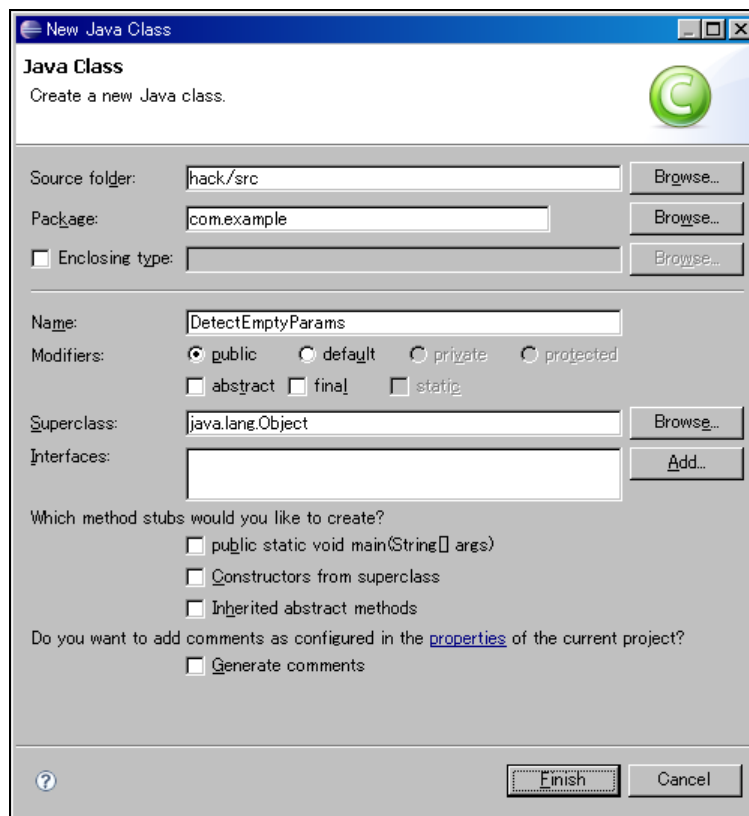 New Java Class
Java Class
Create a new Java class.
Source folder: hack/src Browse...
Package: com.example Browse...
Enclosing type: Browse...
Name: DetectEmptyParams
Modifiers: public default private protected
abstract final static
Superclass: java.lang.Object Browse...
Interfaces: Add...
Which method stubs would you like to create?
public static void main(String[] args)
Constructors from superclass
Inherited abstract methods
Do you want to add comments as configured in the properties of the current project?
Generate comments
? Finish Cancel